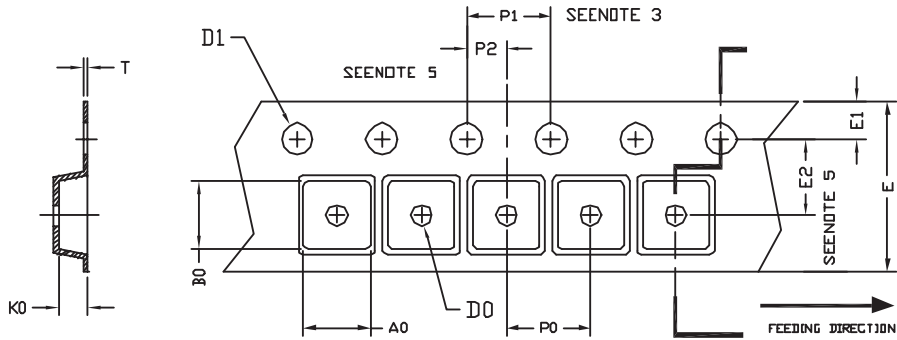 P1
SEENOTE 3
D1
P2
T
SEENOTE 5
E1
E2
E
SEENOTE 5
B0
K0
A0
D0
P0
FEEDING DIRECTION